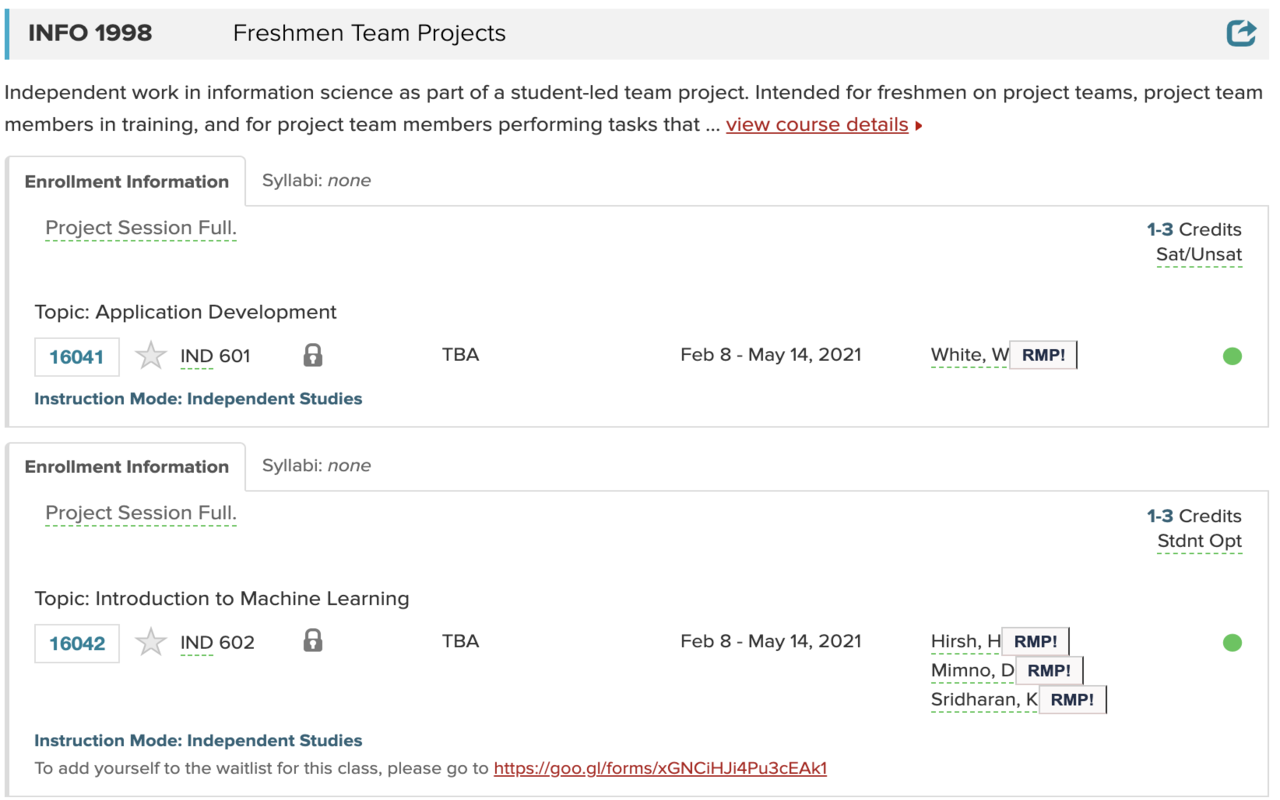 INFO 1998 Freshmen Team Projects
Independent work in information science as part of a student-led team project. Intended for freshmen on project teams, project team
members in training, and for project team members performing tasks that ... view course details
Enrollment Information Syllabi: none
Project Session Full. 1-3 Credits
Sat/Unsat
Topic: Application Development
16041 IND 601 TBA Feb 8 - May 14, 2021 White, W RMP!
Instruction Mode: Independent Studies
Enrollment Information Syllabi: none
Project Session Full. 1-3 Credits
Stdnt Opt
Topic: Introduction to Machine Learning
16042 IND 602 TBA Feb 8 - May 14, 2021 Hirsh, H RMP!
Mimno, D RMP!
Sridharan, K RMP!
Instruction Mode: Independent Studies
To add yourself to the waitlist for this class, please go to https://goo.gl/forms/xGNCiHJi4Pu3cEAk1